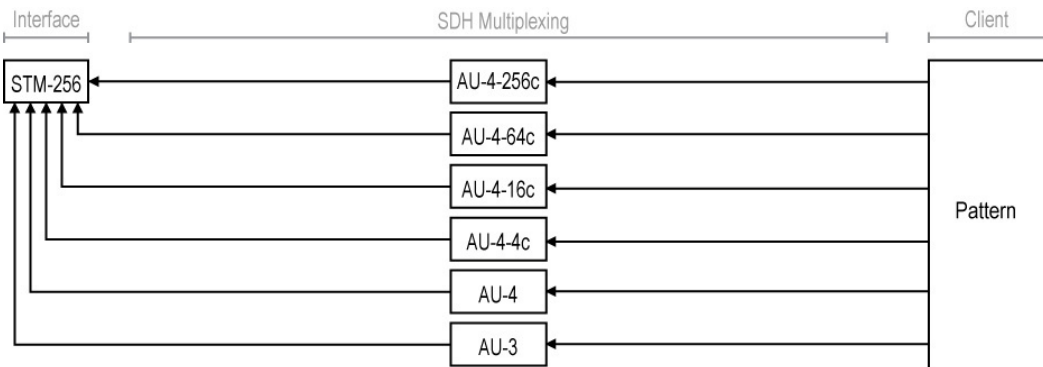 Interface
SDH Multiplexing
Client
STM-256
AU-4-256c
AU-4-64c
AU-4-16c
AU-4-4c
AU-4
AU-3
Pattern